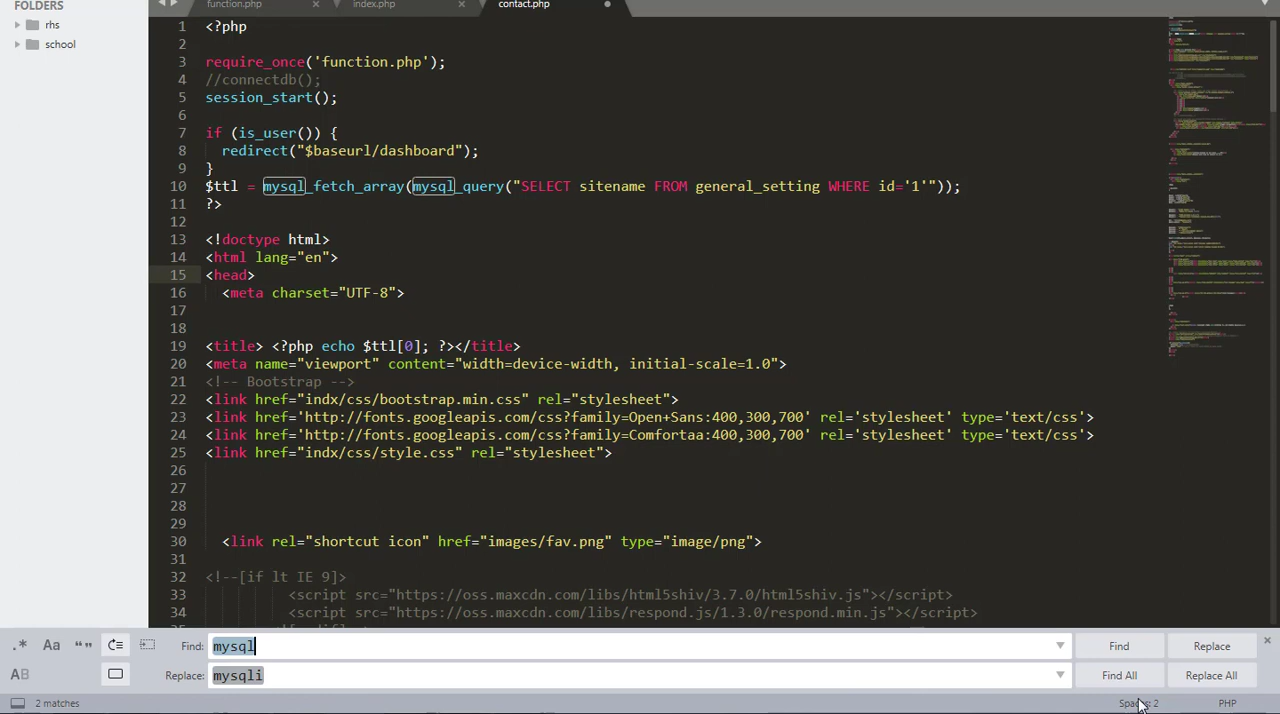 FOLDERS
rhs
school
function.php
index.php
contact.php
1 <?php
2
3 require_once('function.php');
4 //connectdb();
5 session_start();
6
7 if (is_user()) {
8 redirect("$baseurl/dashboard");
9 }
10 $ttl = mysql_fetch_array(mysql_query("SELECT sitename FROM general_setting WHERE id='1'"));
11 ?>
12
13 <!doctype html>
14 <html lang="en">
15 <head>
16 <meta charset="UTF-8">
17
18
19 <title> <?php echo $ttl[0]; ?></title>
20 <meta name="viewport" content="width=device-width, initial-scale=1.0">
21 <!-- Bootstrap -->
22 <link href="indx/css/bootstrap.min.css" rel="stylesheet">
23 <link href='http://fonts.googleapis.com/css?family=Open+Sans:400,300,700' rel='stylesheet' type='text/css'>
24 <link href='http://fonts.googleapis.com/css?family=Comfortaa:400,300,700' rel='stylesheet' type='text/css'>
25 <link href="indx/css/style.css" rel="stylesheet">
26
27
28
29
30 <link rel="shortcut icon" href="images/fav.png" type="image/png">
31
32 <!--[if lt IE 9]>
33 <script src="https://oss.maxcdn.com/libs/html5shiv/3.7.0/html5shiv.js"></script>
34 <script src="https://oss.maxcdn.com/libs/respond.js/1.3.0/respond.min.js"></script>
.* Aa “” Find: mysql Find Replace
AB Replace: mysqli Find All Replace All
2 matches Spaces: 2 PHP